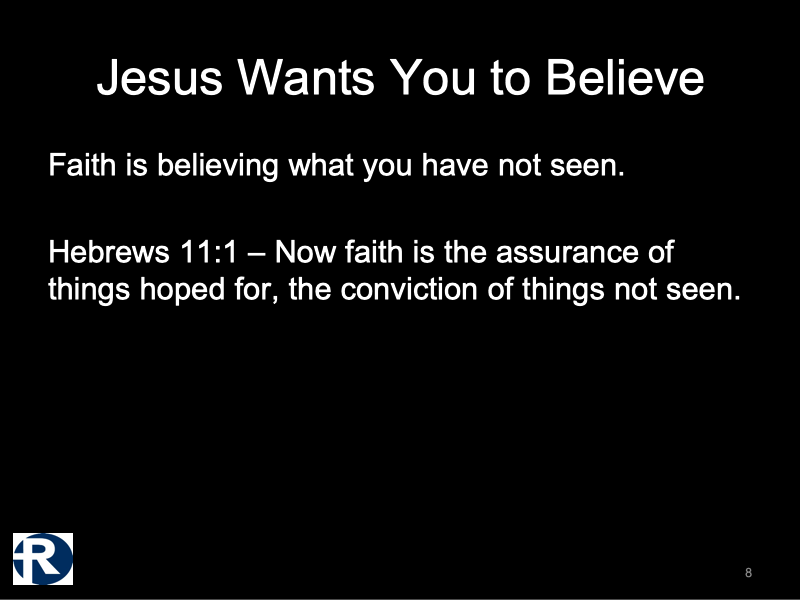 Jesus Wants You to Believe
Faith is believing what you have not seen.
Hebrews 11:1 – Now faith is the assurance of
things hoped for, the conviction of things not seen.
R
8